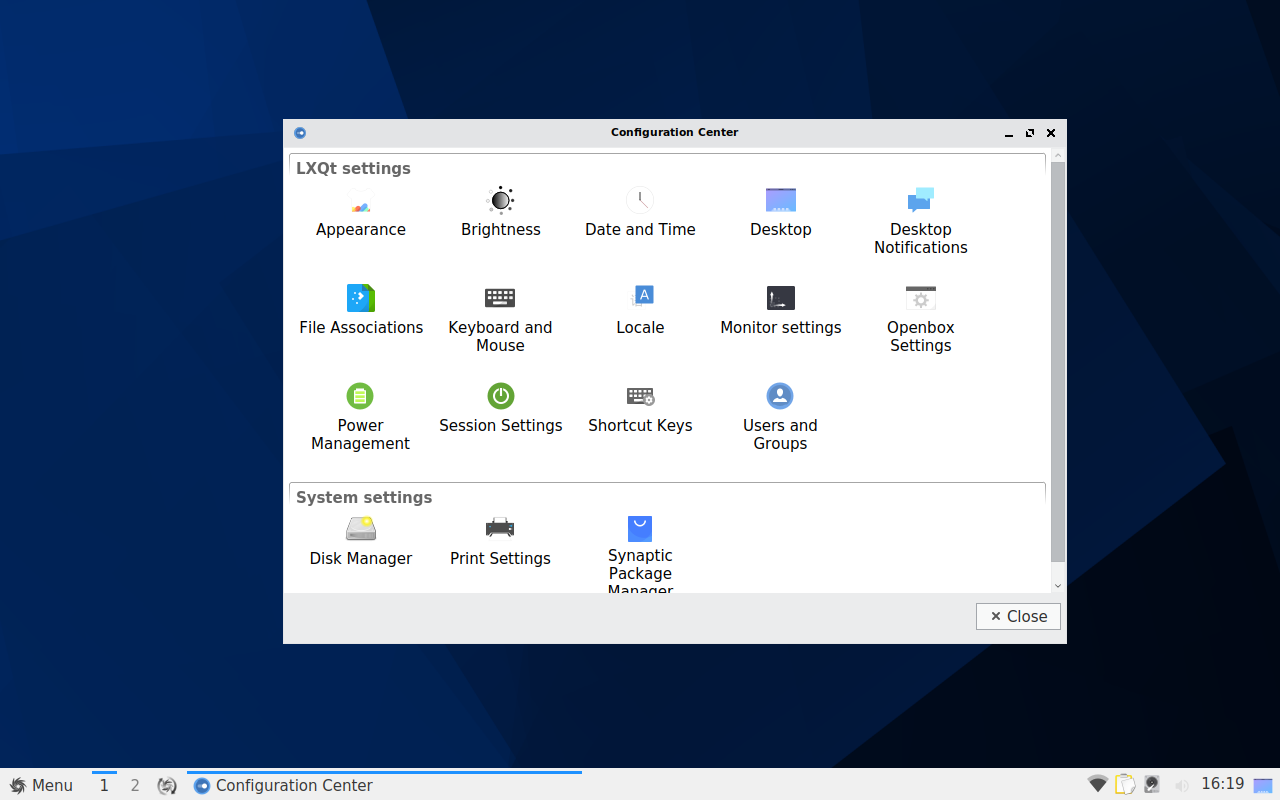 Configuration Center
LXQt settings
Appearance
Brightness
Date and Time
Desktop
Desktop
Notifications
File Associations
Keyboard and
Mouse
Locale
Monitor settings
Openbox
Settings
Power
Management
Session Settings
Shortcut Keys
Users and
Groups
System settings
Disk Manager
Print Settings
Synaptic
Package
Manager
Close
Menu
1
2
Configuration Center
16:19